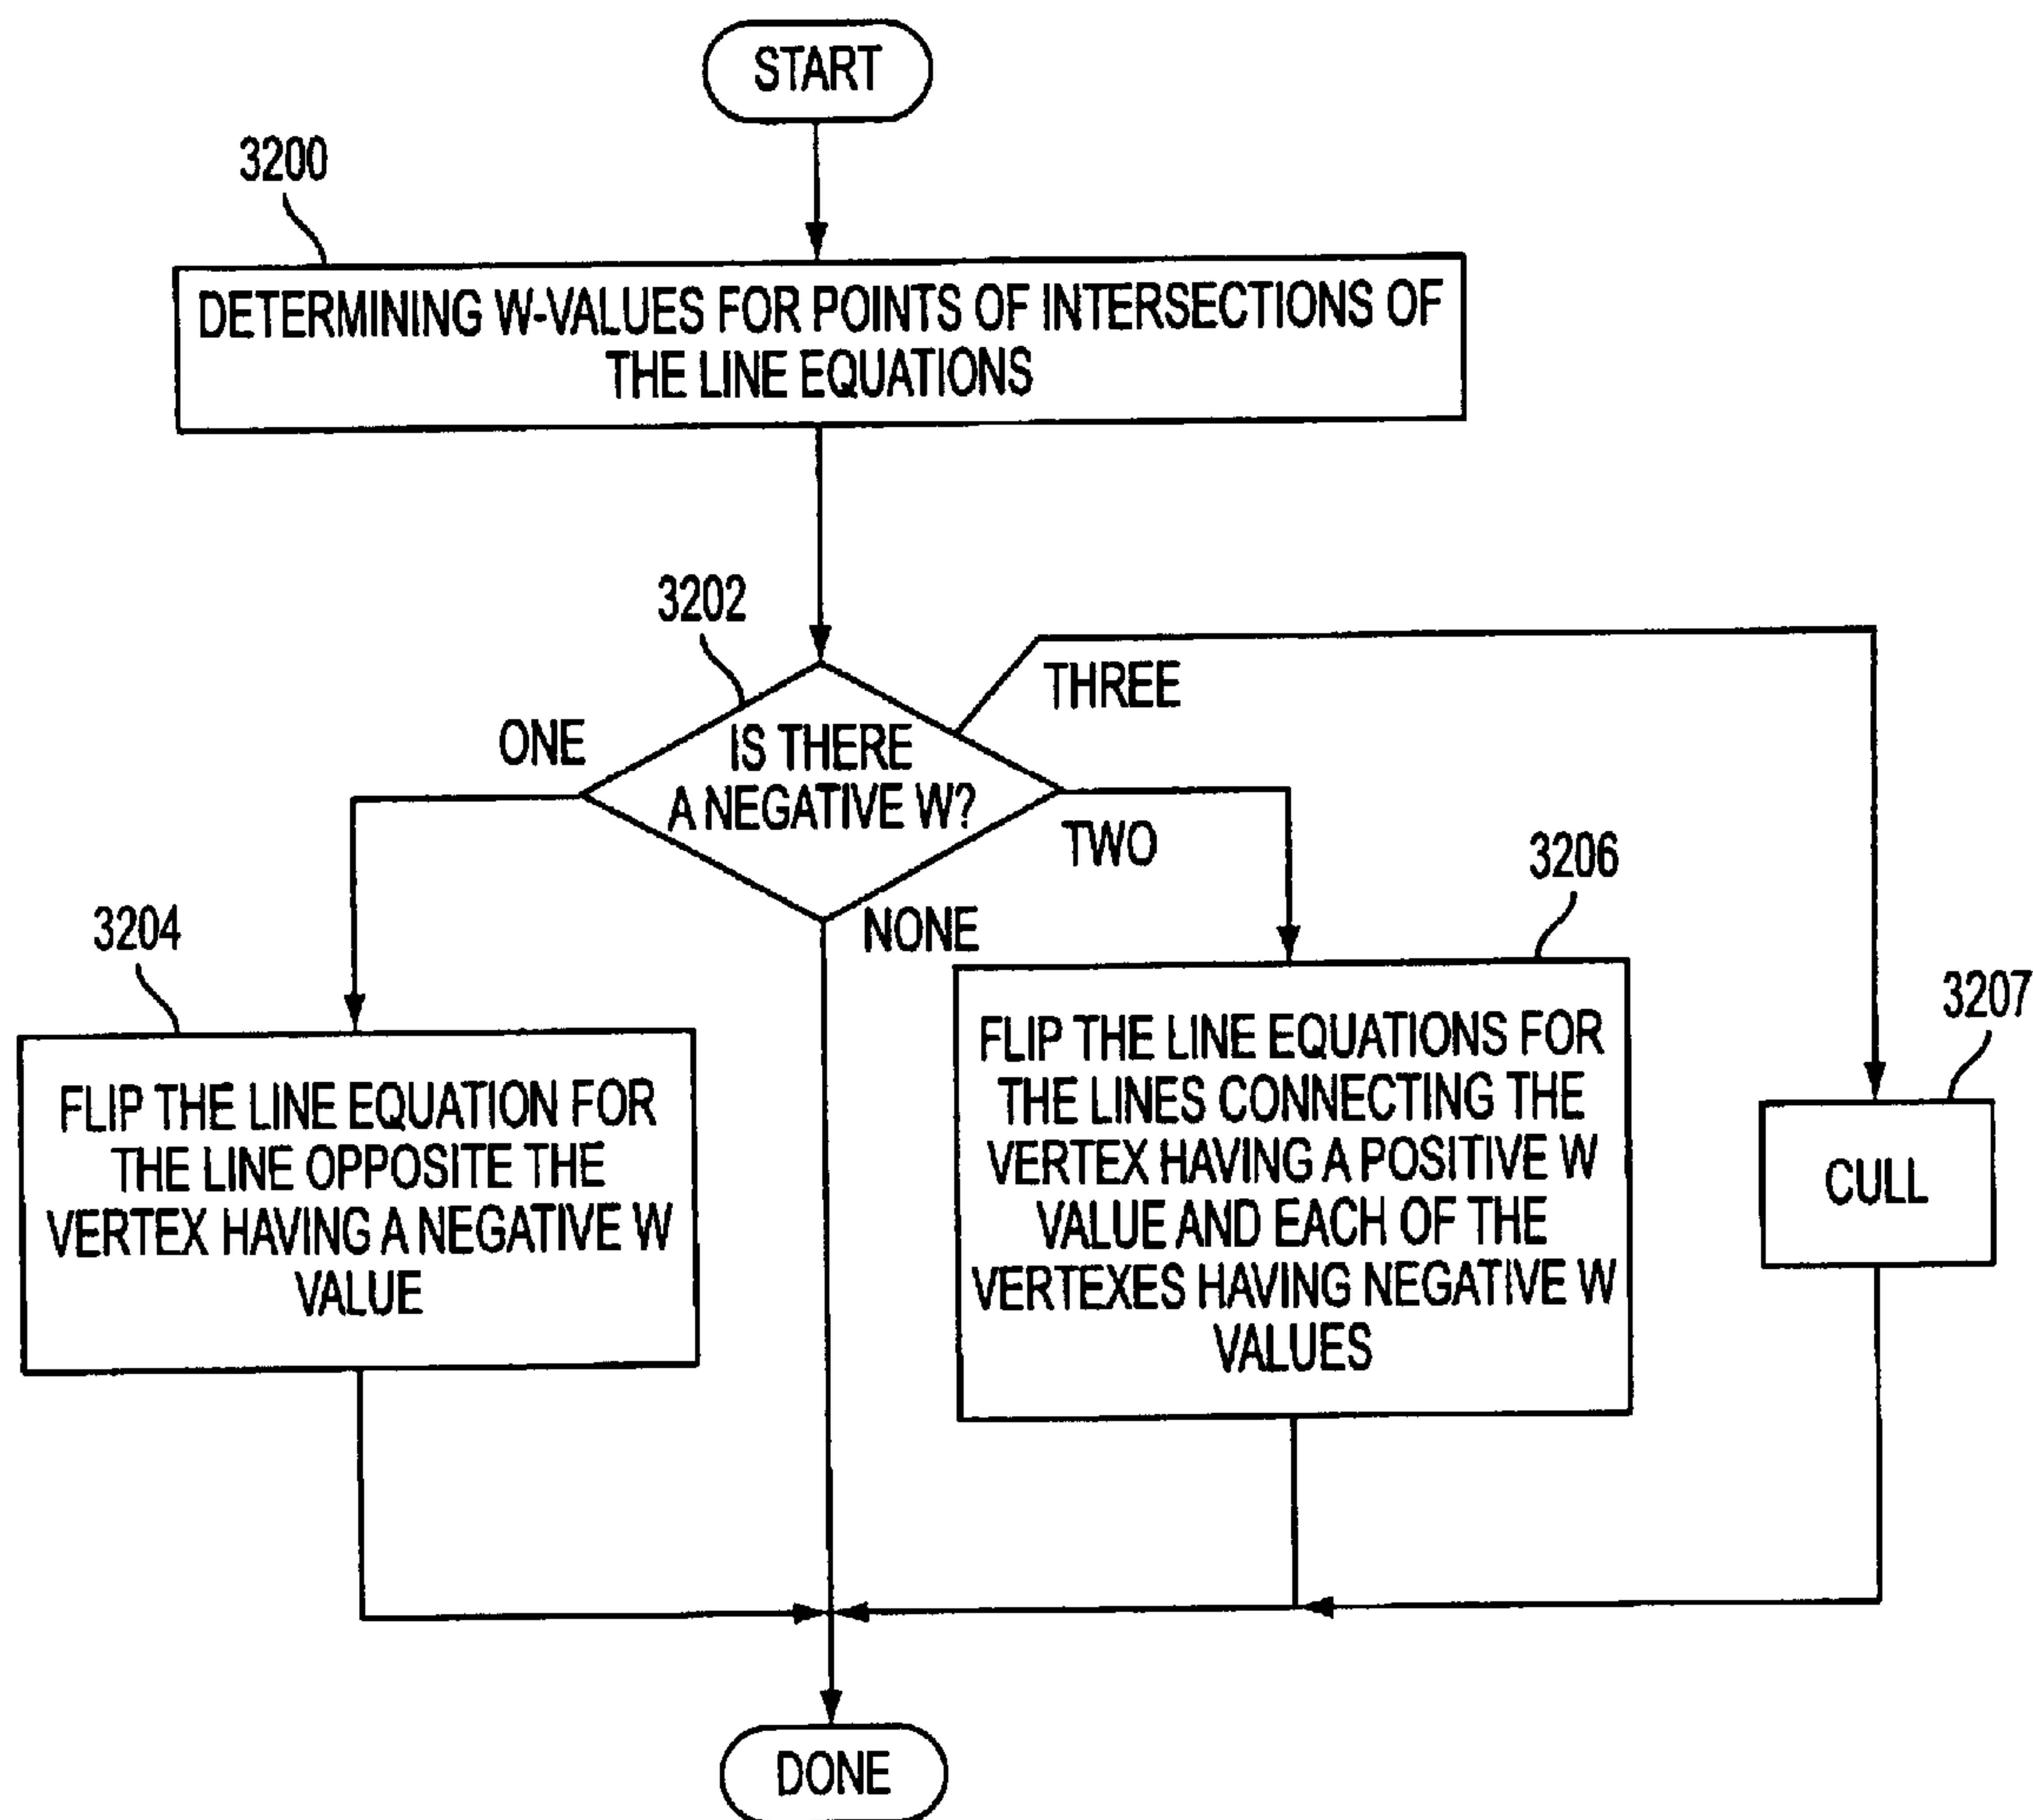 START
3200
DETERMINING W-VALUES FOR POINTS OF INTERSECTIONS OF
THE LINE EQUATIONS
3202
THREE
ONE
IS THERE
A NEGATIVE W?
TWO
NONE
3204
FLIP THE LINE EQUATION FOR
THE LINE OPPOSITE THE
VERTEX HAVING A NEGATIVE W
VALUE
3206
FLIP THE LINE EQUATIONS FOR
THE LINES CONNECTING THE
VERTEX HAVING A POSITIVE W
VALUE AND EACH OF THE
VERTEXES HAVING NEGATIVE W
VALUES
3207
CULL
DONE